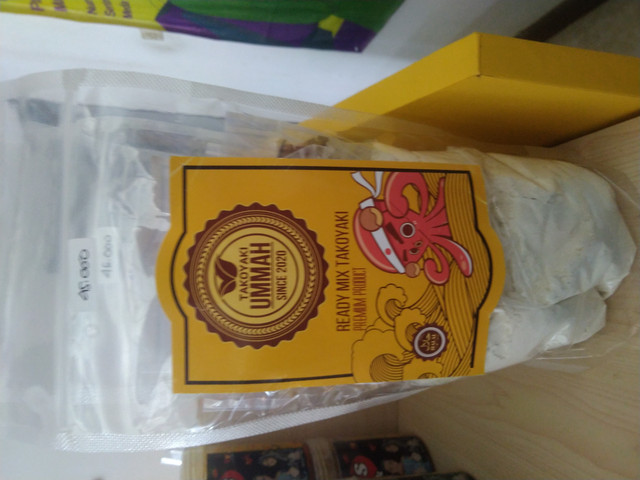 45.000
45.000
TAKOYAKI
UMMAH
SINCE 2020
READY MIX TAKOYAKI
PREMIUM PRODUCT